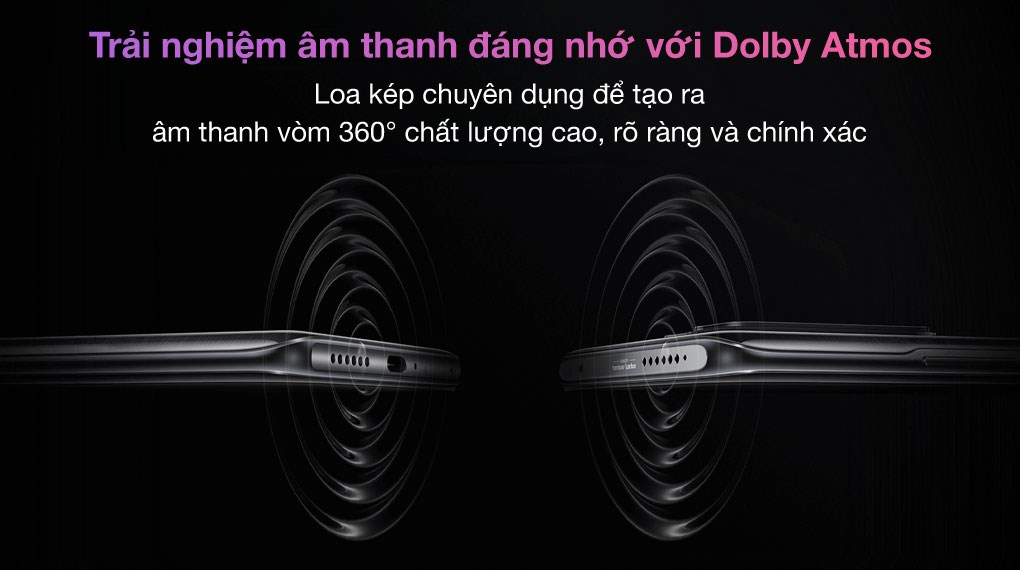 Trải nghiệm âm thanh đáng nhớ với Dolby Atmos
Loa kép chuyên dụng để tạo ra
âm thanh vòm 360° chất lượng cao, rõ ràng và chính xác